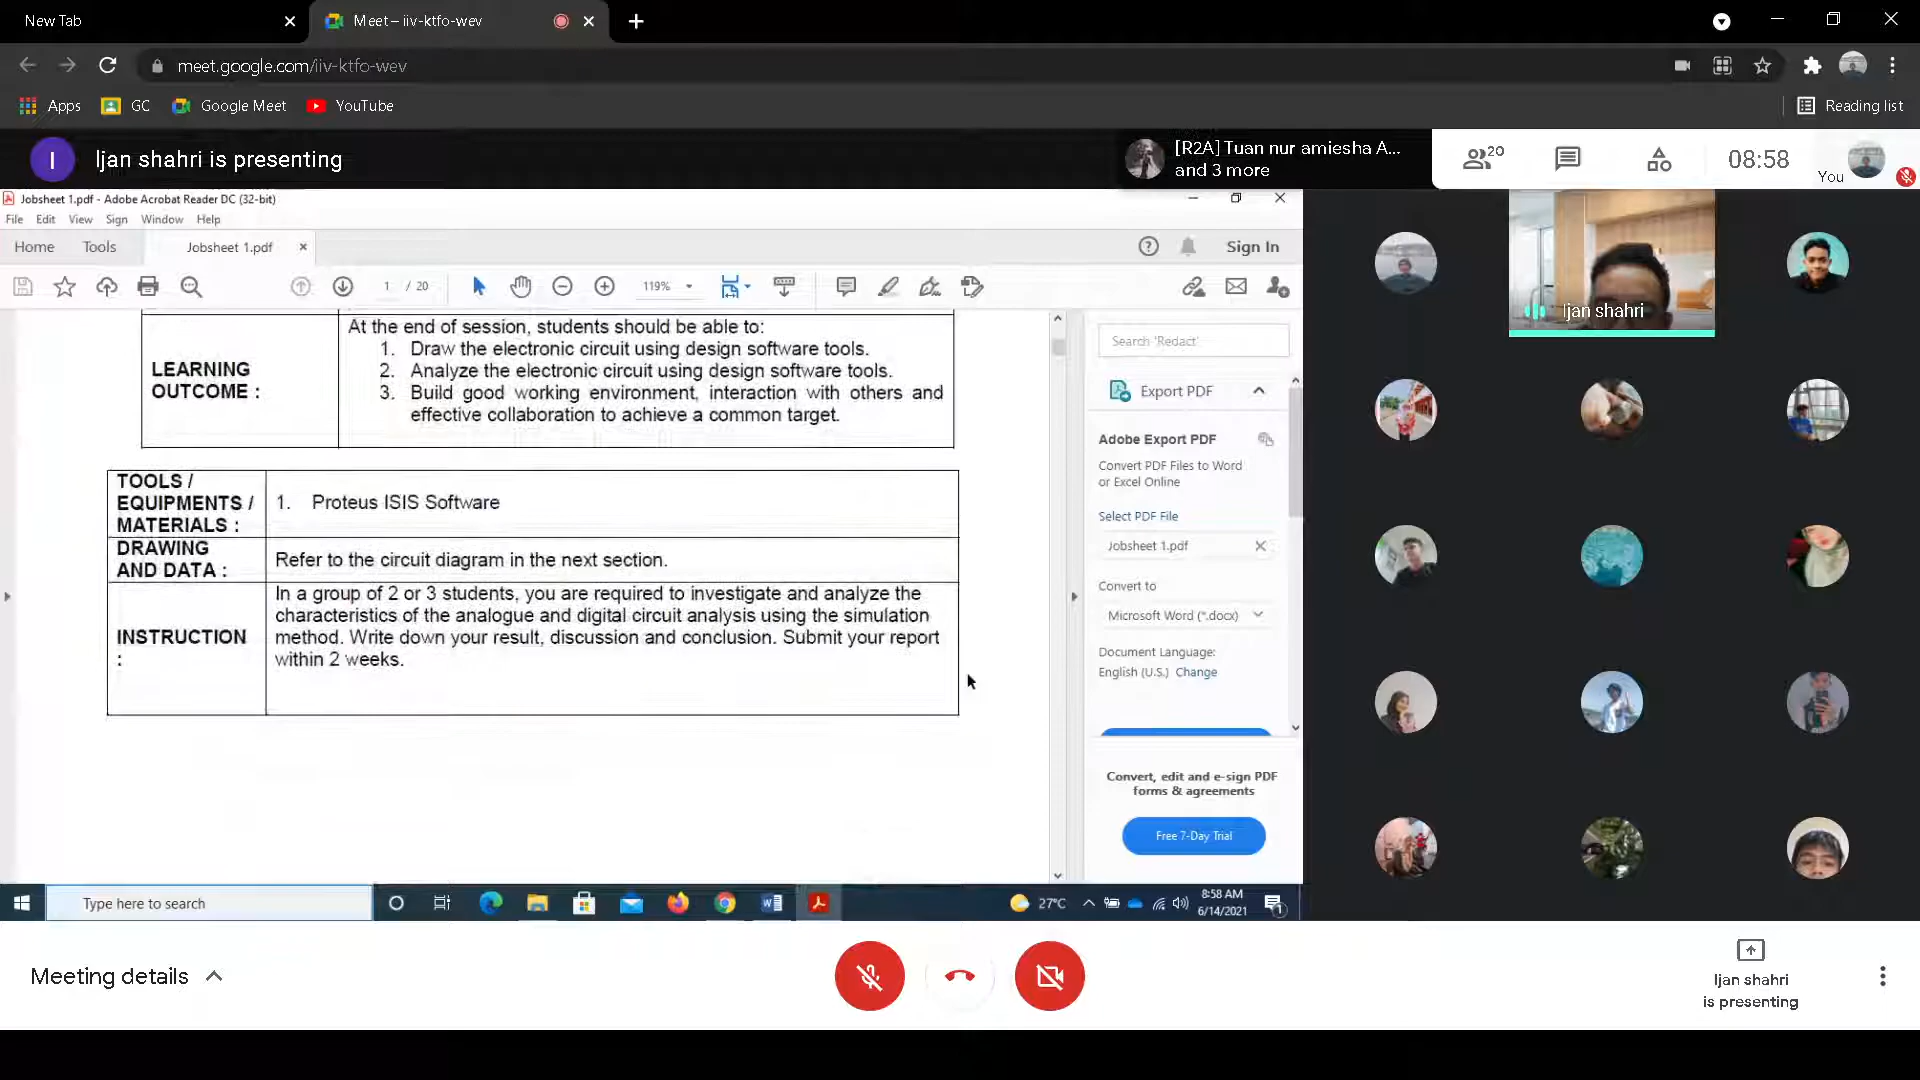 New Tab
Meet – iiv-ktfo-wev
meet.google.com/iiv-ktfo-wev
Apps
GC
Google Meet
YouTube
Reading list
I
Ijan shahri is presenting
[R2A] Tuan nur amiesha A...
and 3 more
20
08:58
You
Jobsheet 1.pdf - Adobe Acrobat Reader DC (32-bit)
File Edit View Sign Window Help
Home Tools Jobsheet 1.pdf
Sign In
1 / 20
119%
At the end of session, students should be able to:
LEARNING OUTCOME :
1. Draw the electronic circuit using design software tools.
2. Analyze the electronic circuit using design software tools.
3. Build good working environment, interaction with others and
effective collaboration to achieve a common target.
TOOLS /
EQUIPMENTS /
MATERIALS :
1. Proteus ISIS Software
DRAWING
AND DATA :
Refer to the circuit diagram in the next section.
INSTRUCTION
:
In a group of 2 or 3 students, you are required to investigate and analyze the
characteristics of the analogue and digital circuit analysis using the simulation
method. Write down your result, discussion and conclusion. Submit your report
within 2 weeks.
Search 'Redact'
Export PDF
Adobe Export PDF
Convert PDF Files to Word
or Excel Online
Select PDF File
Jobsheet 1.pdf
Convert to
Microsoft Word (*.docx)
Document Language:
English (U.S.) Change
Convert, edit and e-sign PDF
forms & agreements
Free 7-Day Trial
Ijan shahri
Type here to search
27°C
8:58 AM
6/14/2021
1
Meeting details
Ijan shahri
is presenting